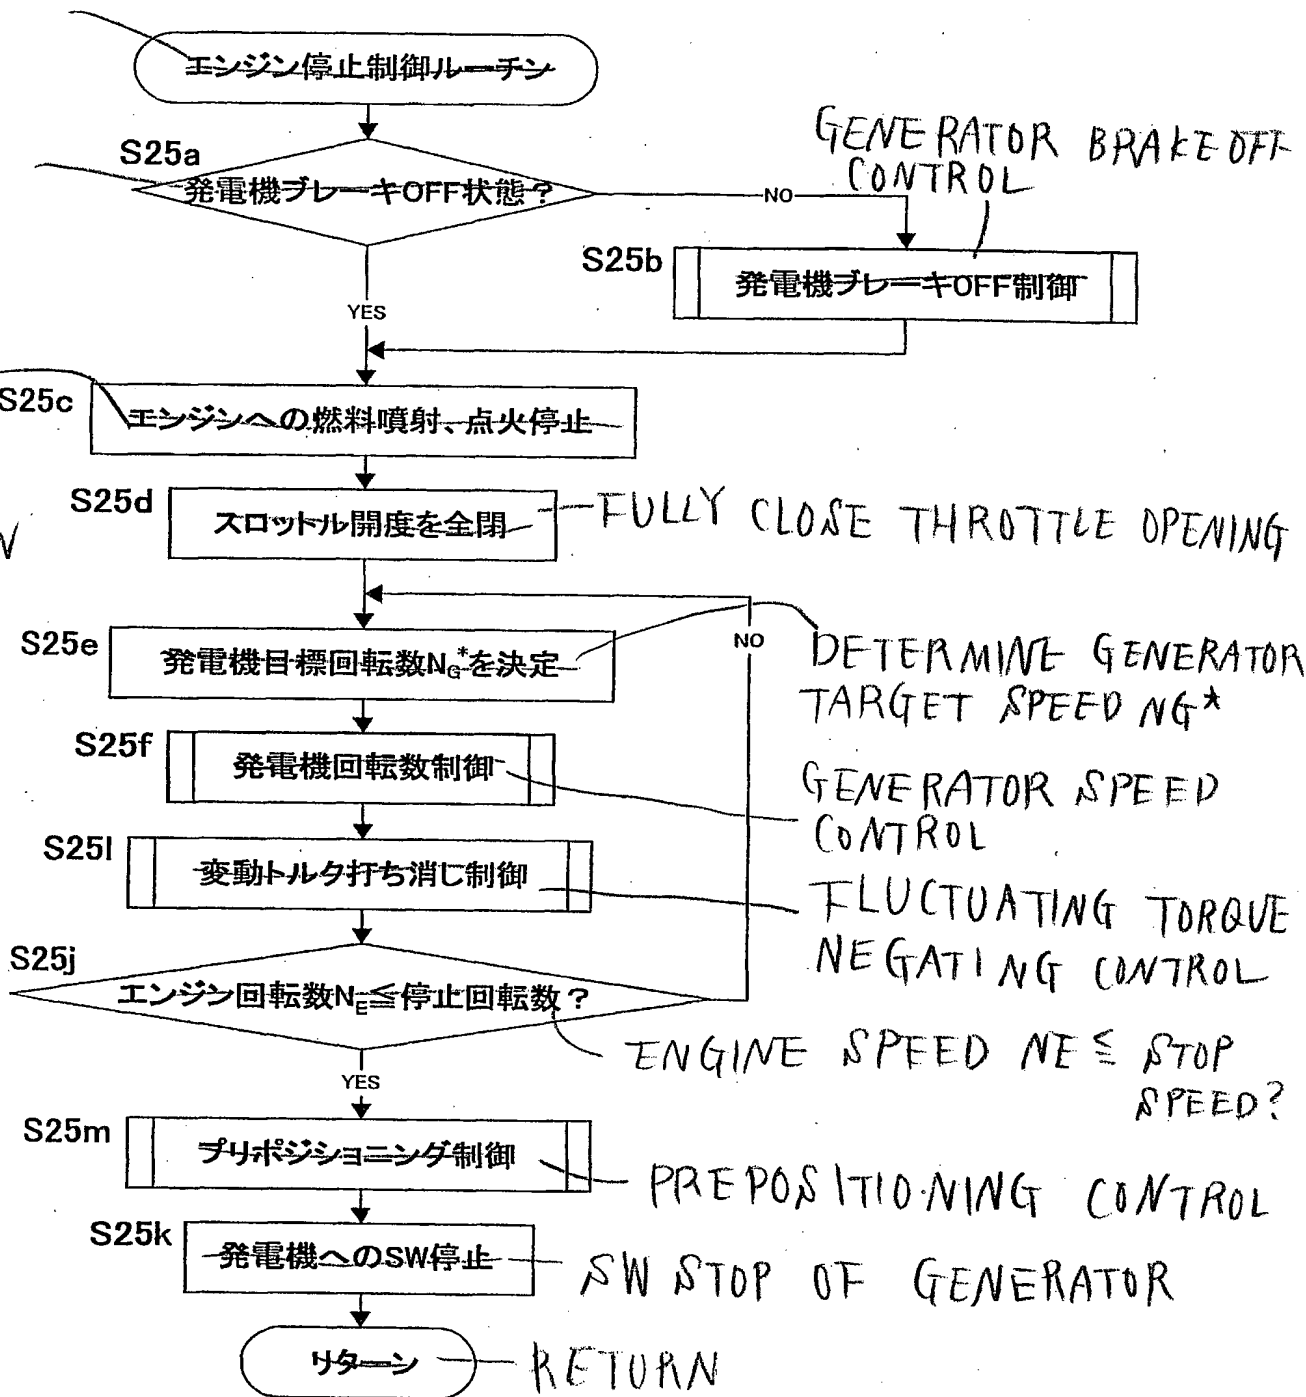 エンジン停止制御ルーチン
S25a
発電機ブレーキOFF状態?
NO
GENERATOR BRAKE OFF
CONTROL
S25b
発電機ブレーキOFF制御
YES
S25c
エンジンへの燃料噴射、点火停止
S25d
スロットル開度を全閉
FULLY CLOSE THROTTLE OPENING
NO
S25e
発電機目標回転数NG*を決定
DETERMINE GENERATOR
TARGET SPEED NG*
S25f
発電機回転数制御
GENERATOR SPEED
CONTROL
S25l
変動トルク打ち消し制御
FLUCTUATING TORQUE
NEGATING CONTROL
S25j
エンジン回転数NE≦停止回転数?
ENGINE SPEED NE ≦ STOP
SPEED?
YES
S25m
プリポジショニング制御
PREPOSITIONING CONTROL
S25k
発電機へのSW停止
SW STOP OF GENERATOR
リターン
RETURN